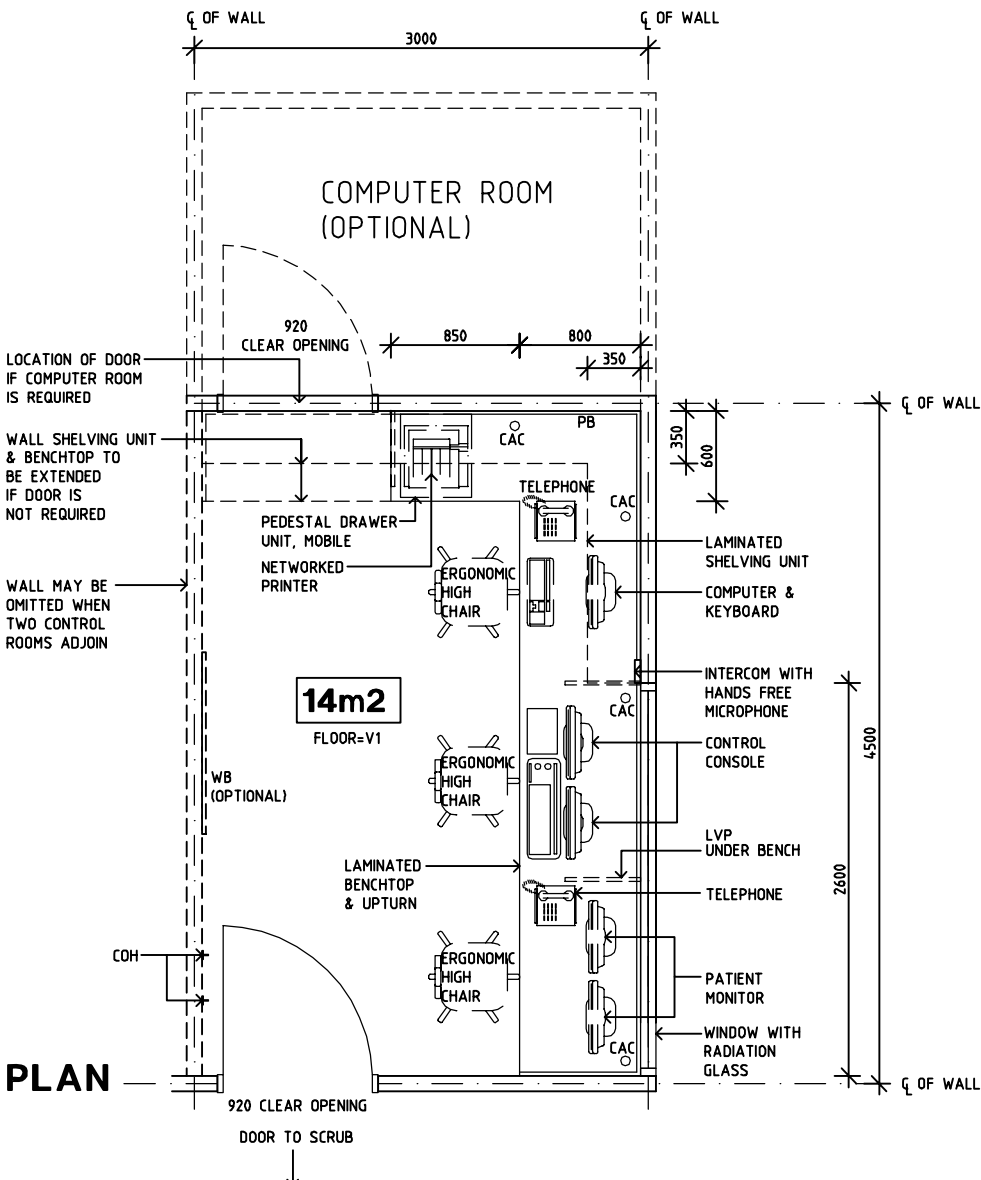 ℄ OF WALL
℄ OF WALL
3000
COMPUTER ROOM
(OPTIONAL)
920
CLEAR OPENING
850
800
350
LOCATION OF DOOR
IF COMPUTER ROOM
IS REQUIRED
℄ OF WALL
PB
CAC
350
600
WALL SHELVING UNIT
& BENCHTOP TO
BE EXTENDED
IF DOOR IS
NOT REQUIRED
TELEPHONE
CAC
PEDESTAL DRAWER
UNIT, MOBILE
NETWORKED
PRINTER
LAMINATED
SHELVING UNIT
ERGONOMIC
HIGH
CHAIR
COMPUTER &
KEYBOARD
WALL MAY BE
OMITTED WHEN
TWO CONTROL
ROOMS ADJOIN
INTERCOM WITH
HANDS FREE
MICROPHONE
14m2
FLOOR=V1
CAC
CONTROL
CONSOLE
4500
ERGONOMIC
HIGH
CHAIR
WB
(OPTIONAL)
LVP
UNDER BENCH
2600
LAMINATED
BENCHTOP
& UPTURN
TELEPHONE
COH
ERGONOMIC
HIGH
CHAIR
PATIENT
MONITOR
CAC
WINDOW WITH
RADIATION
GLASS
PLAN
℄ OF WALL
920 CLEAR OPENING
DOOR TO SCRUB